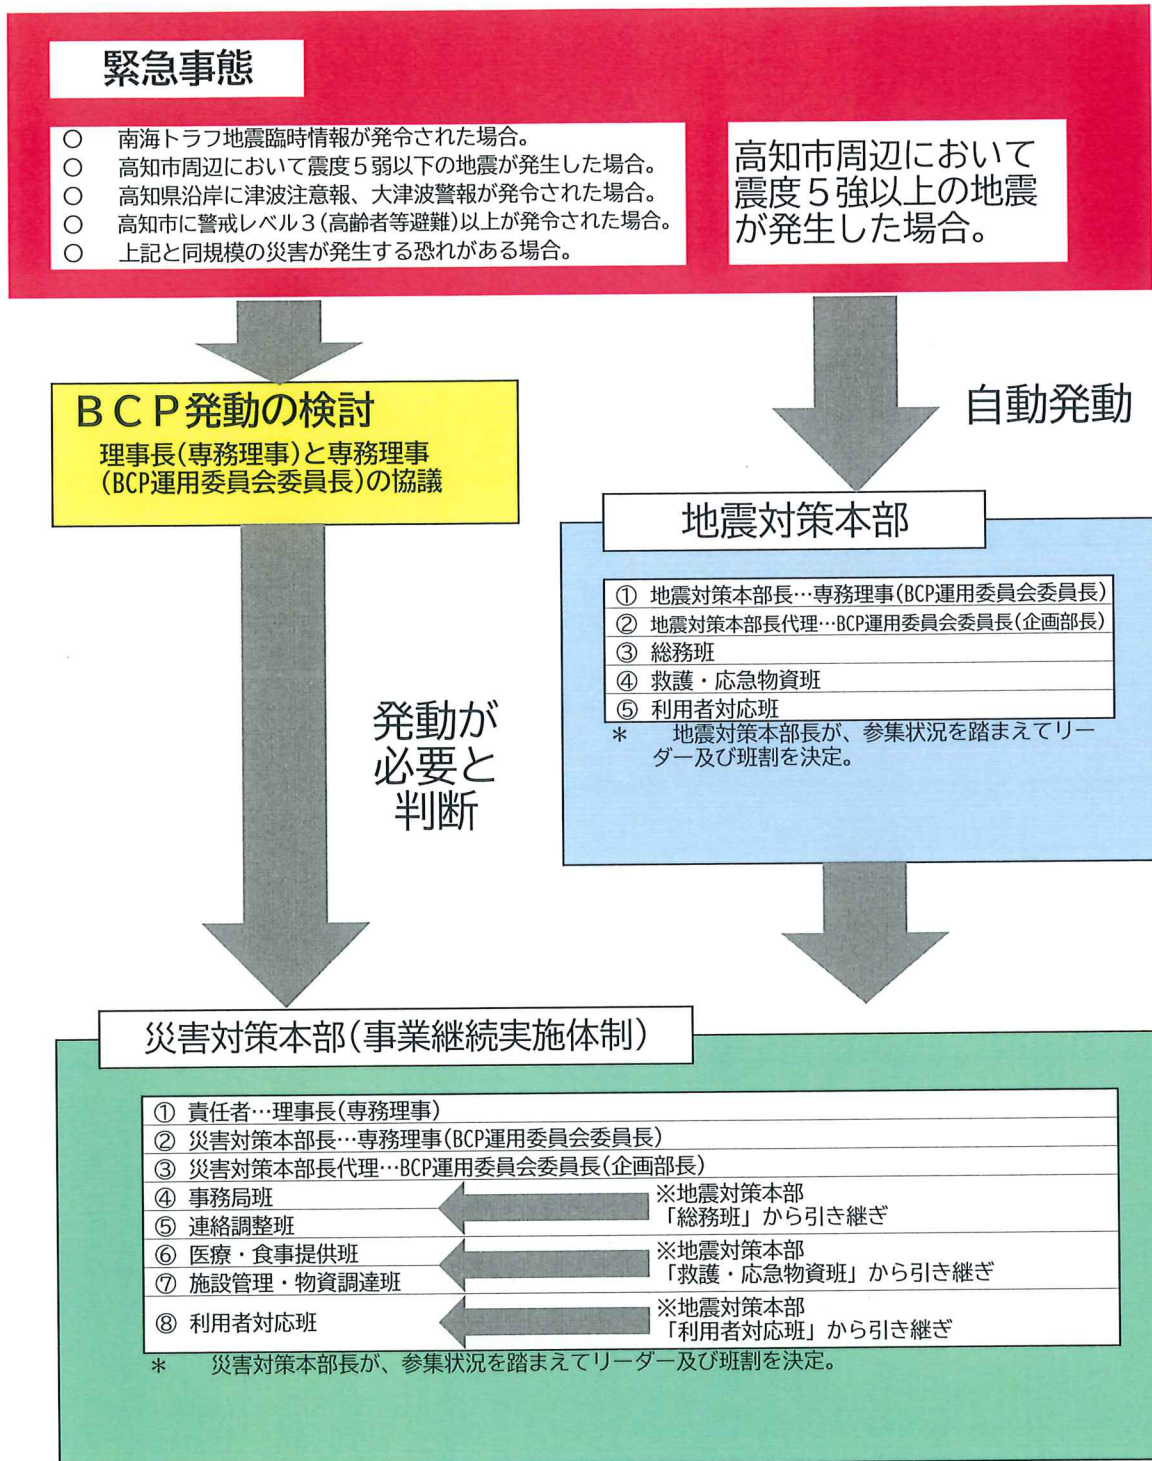 緊急事態
○ 南海トラフ地震臨時情報が発令された場合。
○ 高知市周辺において震度５弱以下の地震が発生した場合。
○ 高知県沿岸に津波注意報、大津波警報が発令された場合。
○ 高知市に警戒レベル３(高齢者等避難)以上が発令された場合。
○ 上記と同規模の災害が発生する恐れがある場合。
高知市周辺において
震度５強以上の地震
が発生した場合。
ＢＣＰ発動の検討
理事長(専務理事)と専務理事
(BCP運用委員会委員長)の協議
自動発動
地震対策本部
① 地震対策本部長…専務理事(BCP運用委員会委員長)
② 地震対策本部長代理…BCP運用委員会委員長(企画部長)
③ 総務班
④ 救護・応急物資班
⑤ 利用者対応班
＊ 地震対策本部長が、参集状況を踏まえてリー
ダー及び班割を決定。
発動が
必要と
判断
災害対策本部(事業継続実施体制)
① 責任者…理事長(専務理事)
② 災害対策本部長…専務理事(BCP運用委員会委員長)
③ 災害対策本部長代理…BCP運用委員会委員長(企画部長)
④ 事務局班
⑤ 連絡調整班
※地震対策本部
「総務班」から引き継ぎ
⑥ 医療・食事提供班
⑦ 施設管理・物資調達班
※地震対策本部
「救護・応急物資班」から引き継ぎ
⑧ 利用者対応班
※地震対策本部
「利用者対応班」から引き継ぎ
＊ 災害対策本部長が、参集状況を踏まえてリーダー及び班割を決定。